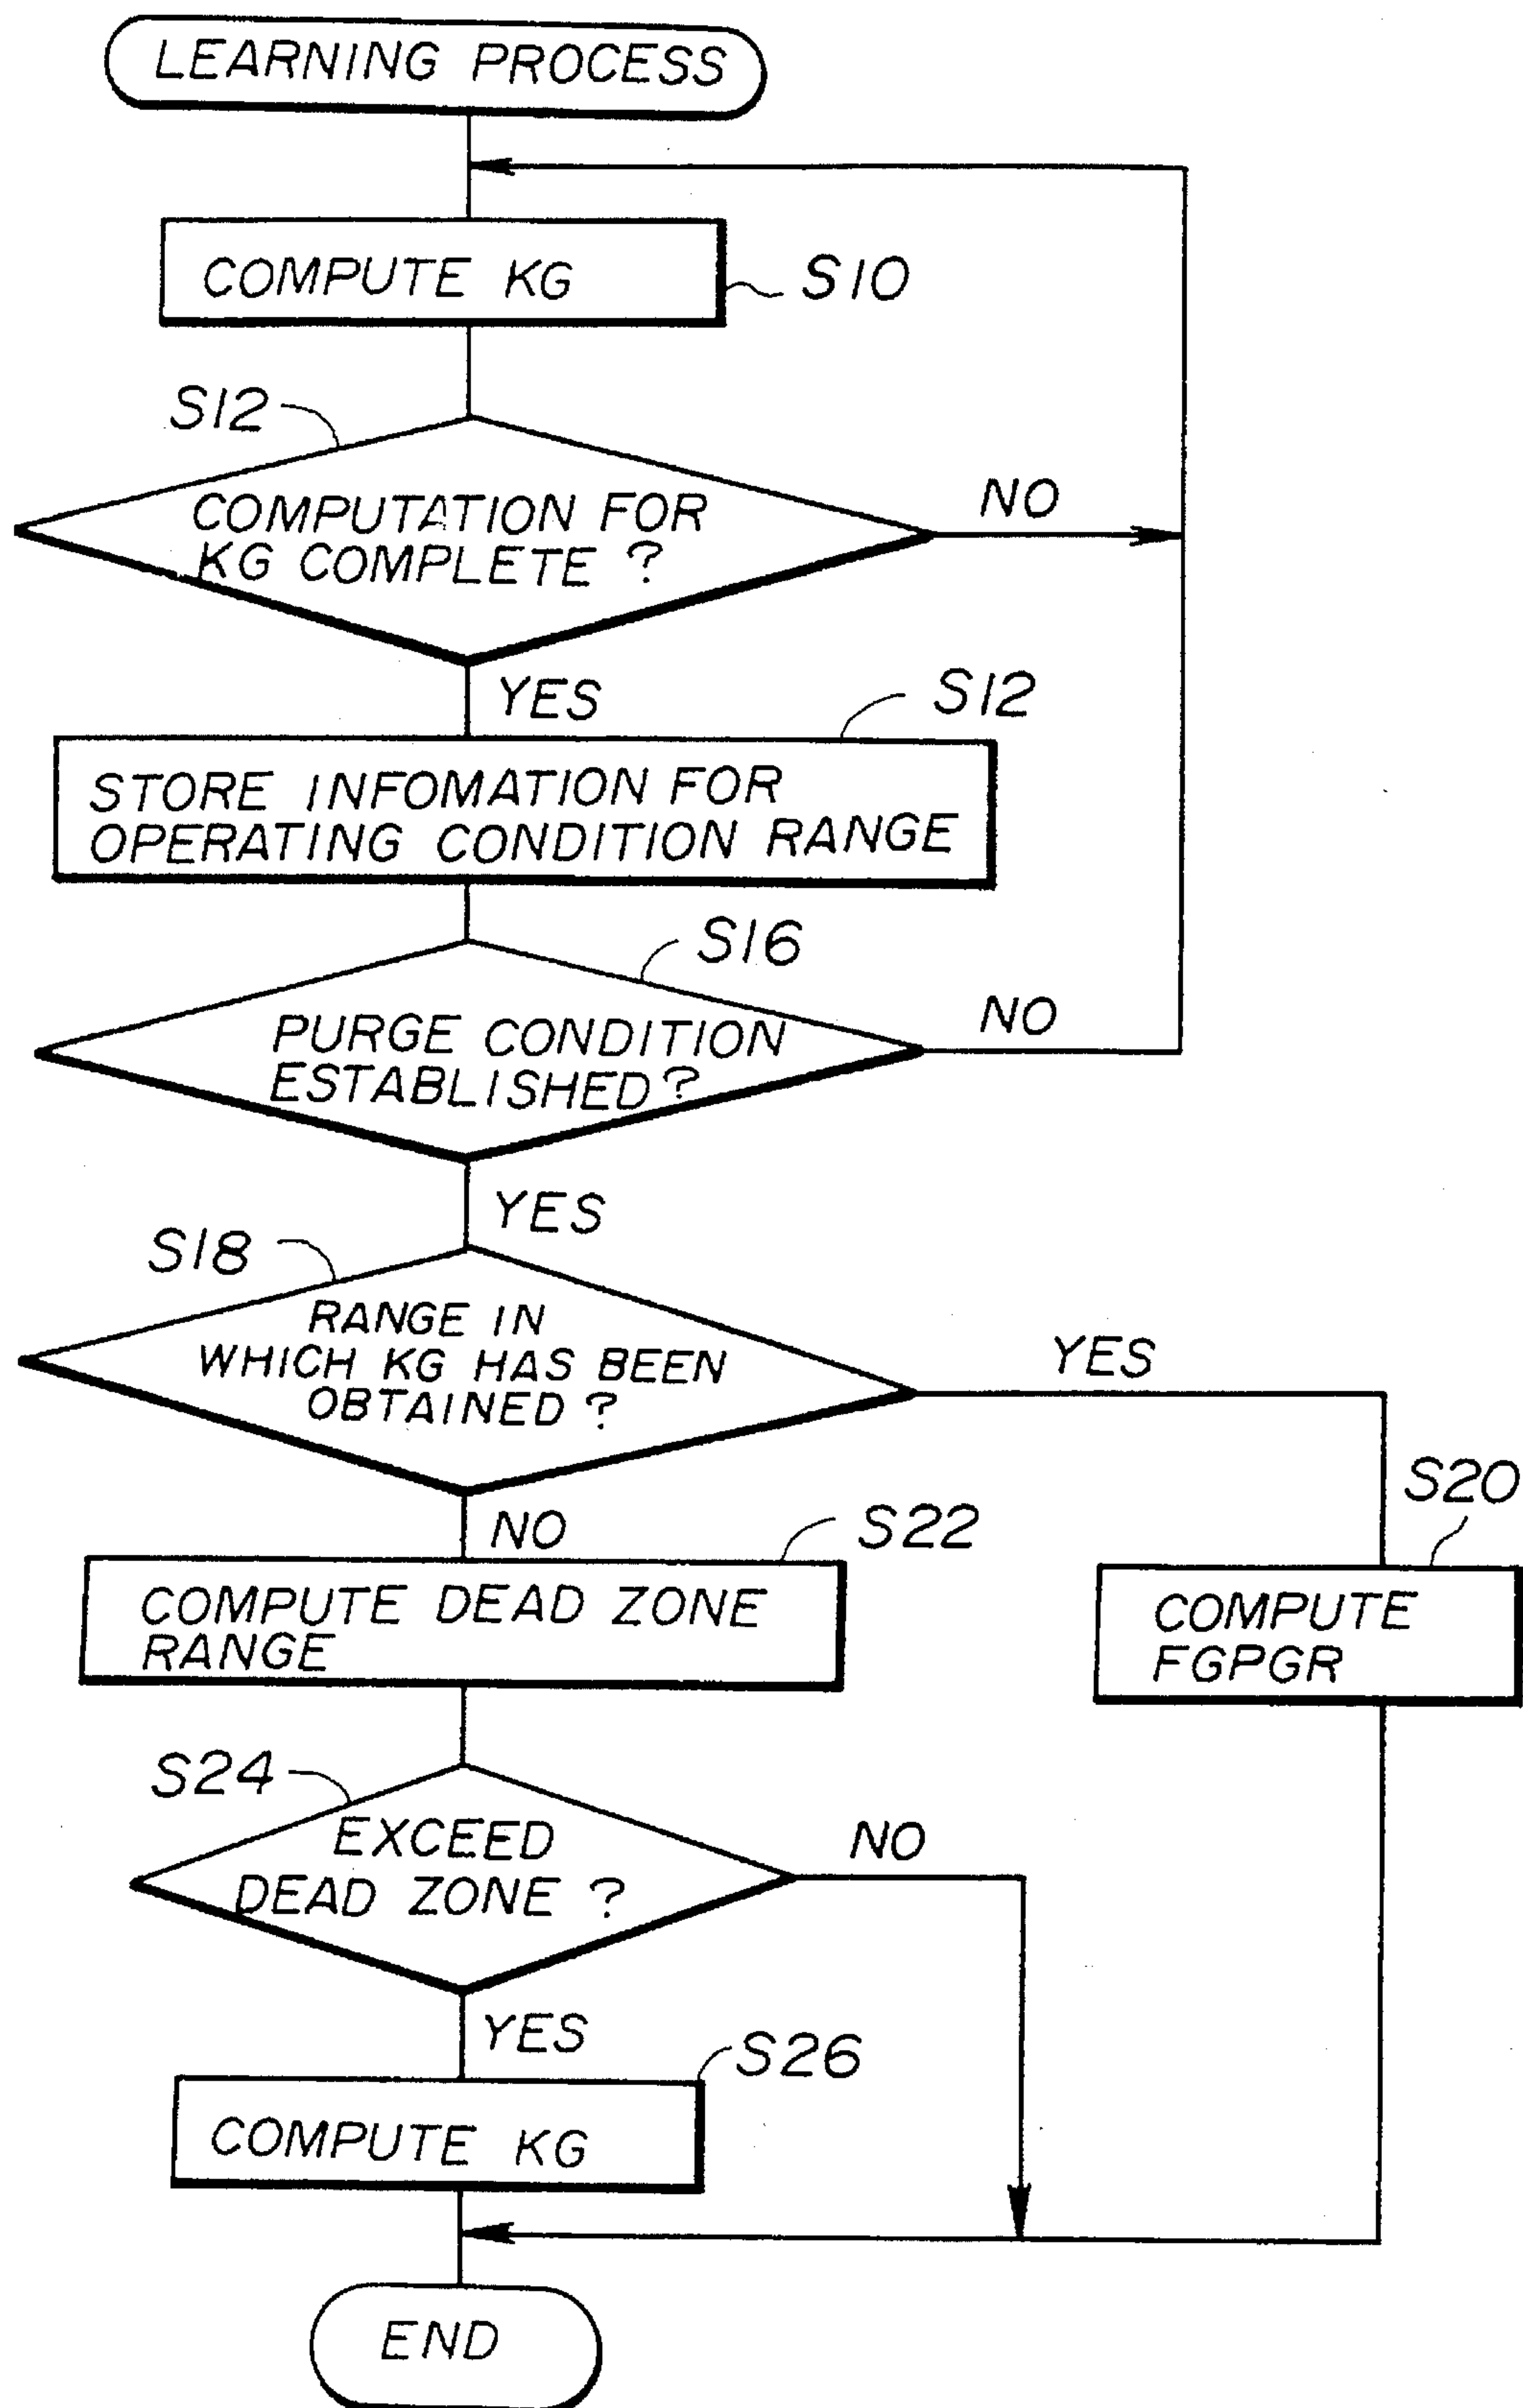 LEARNING PROCESS
COMPUTE KG
S10
S12
COMPUTATION FOR
KG COMPLETE ?
NO
YES
S12
STORE INFOMATION FOR
OPERATING CONDITION RANGE
S16
PURGE CONDITION
ESTABLISHED ?
NO
YES
S18
RANGE IN
WHICH KG HAS BEEN
OBTAINED ?
YES
NO
S20
S22
COMPUTE DEAD ZONE
RANGE
COMPUTE
FGPGR
S24
EXCEED
DEAD ZONE ?
NO
YES
S26
COMPUTE KG
END